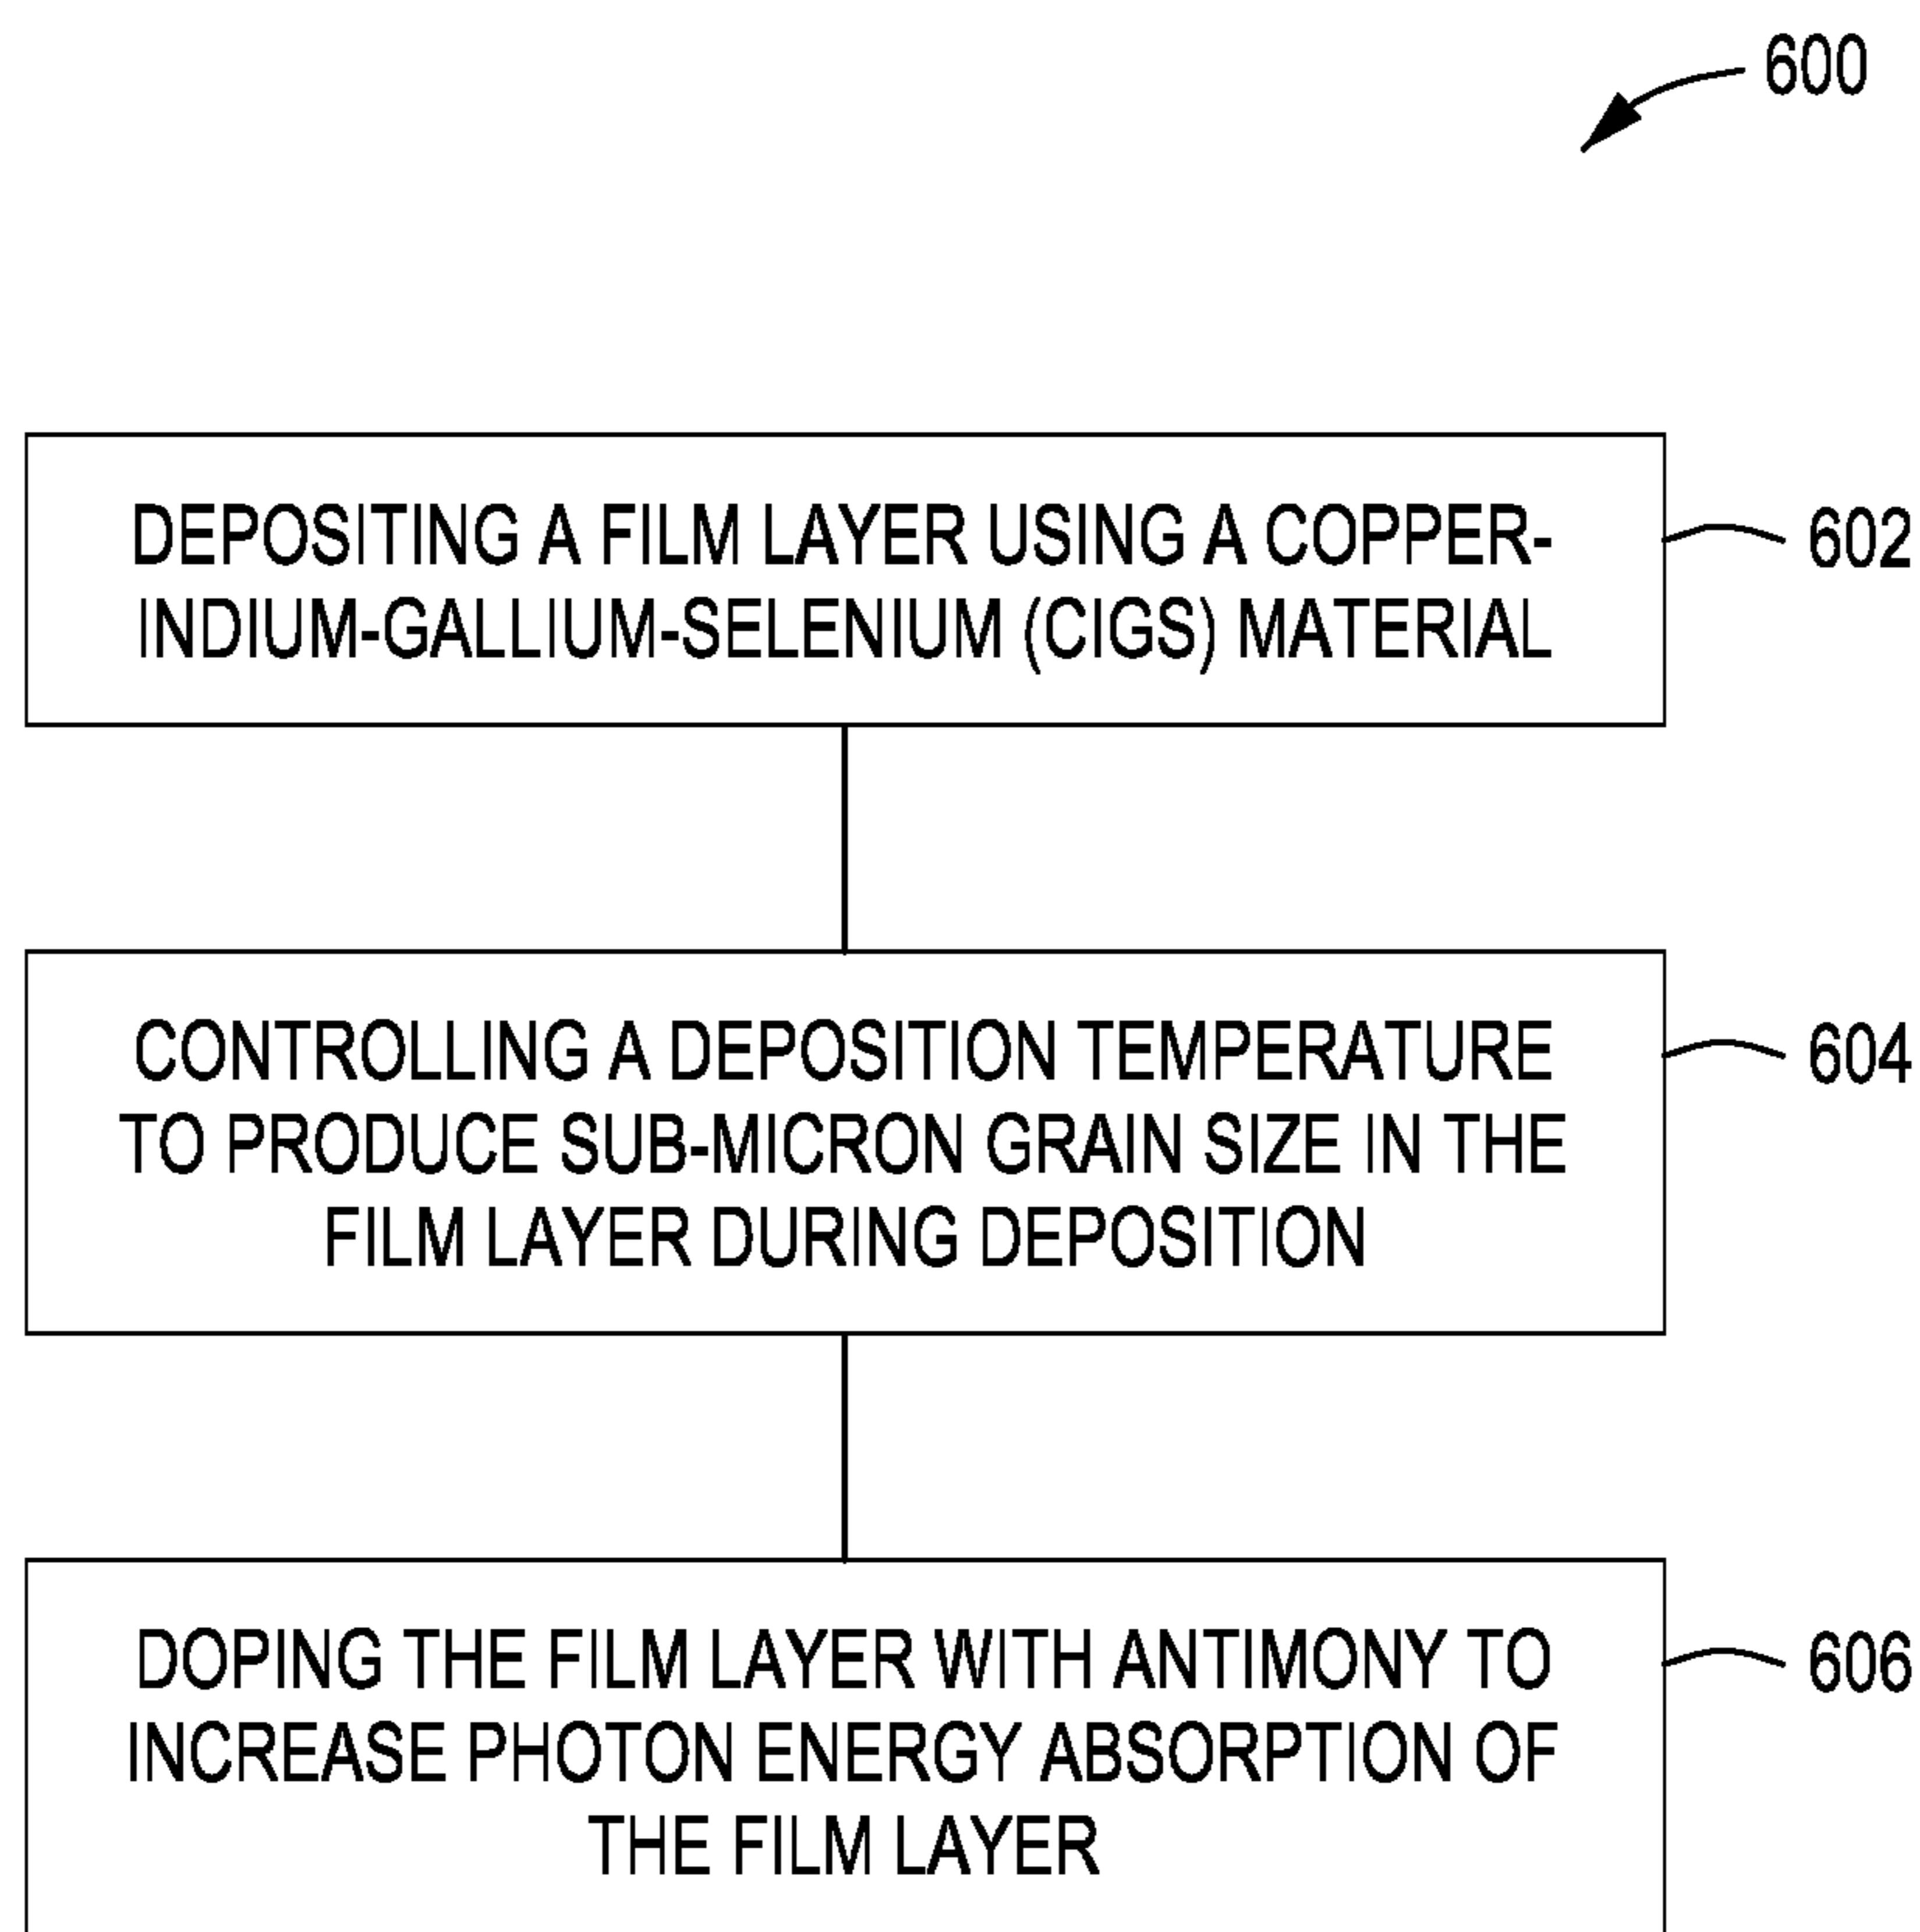 600
DEPOSITING A FILM LAYER USING A COPPER-
INDIUM-GALLIUM-SELENIUM (CIGS) MATERIAL
602
CONTROLLING A DEPOSITION TEMPERATURE
TO PRODUCE SUB-MICRON GRAIN SIZE IN THE
FILM LAYER DURING DEPOSITION
604
DOPING THE FILM LAYER WITH ANTIMONY TO
INCREASE PHOTON ENERGY ABSORPTION OF
THE FILM LAYER
606